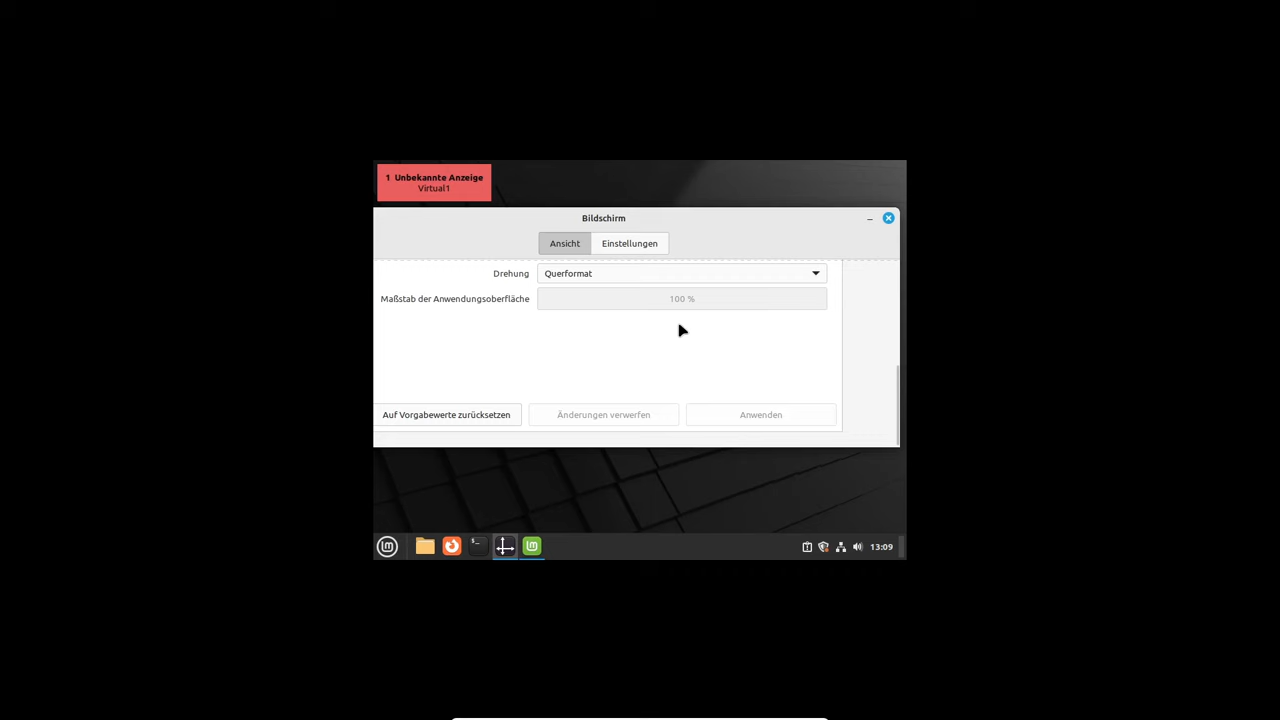 1 Unbekannte Anzeige
Virtual1
Bildschirm
Ansicht Einstellungen
Drehung Querformat
Maßstab der Anwendungsoberfläche 100 %
Auf Vorgabewerte zurücksetzen Änderungen verwerfen Anwenden
13:09